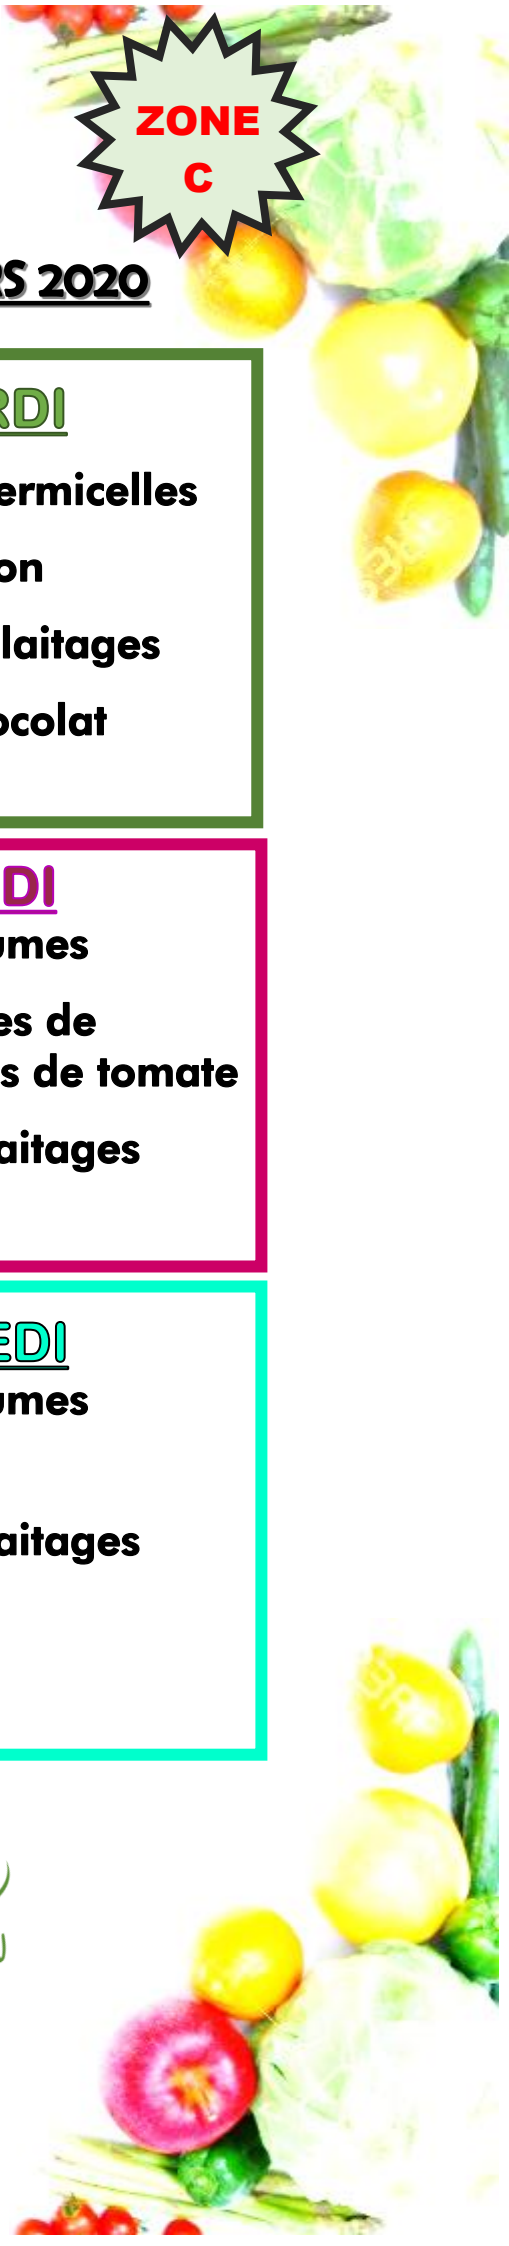 ZONE
C
RS 2020
RDI
ermicelles
on
laitages
ocolat
DI
umes
es de
s de tomate
aitages
EDI
umes
aitages